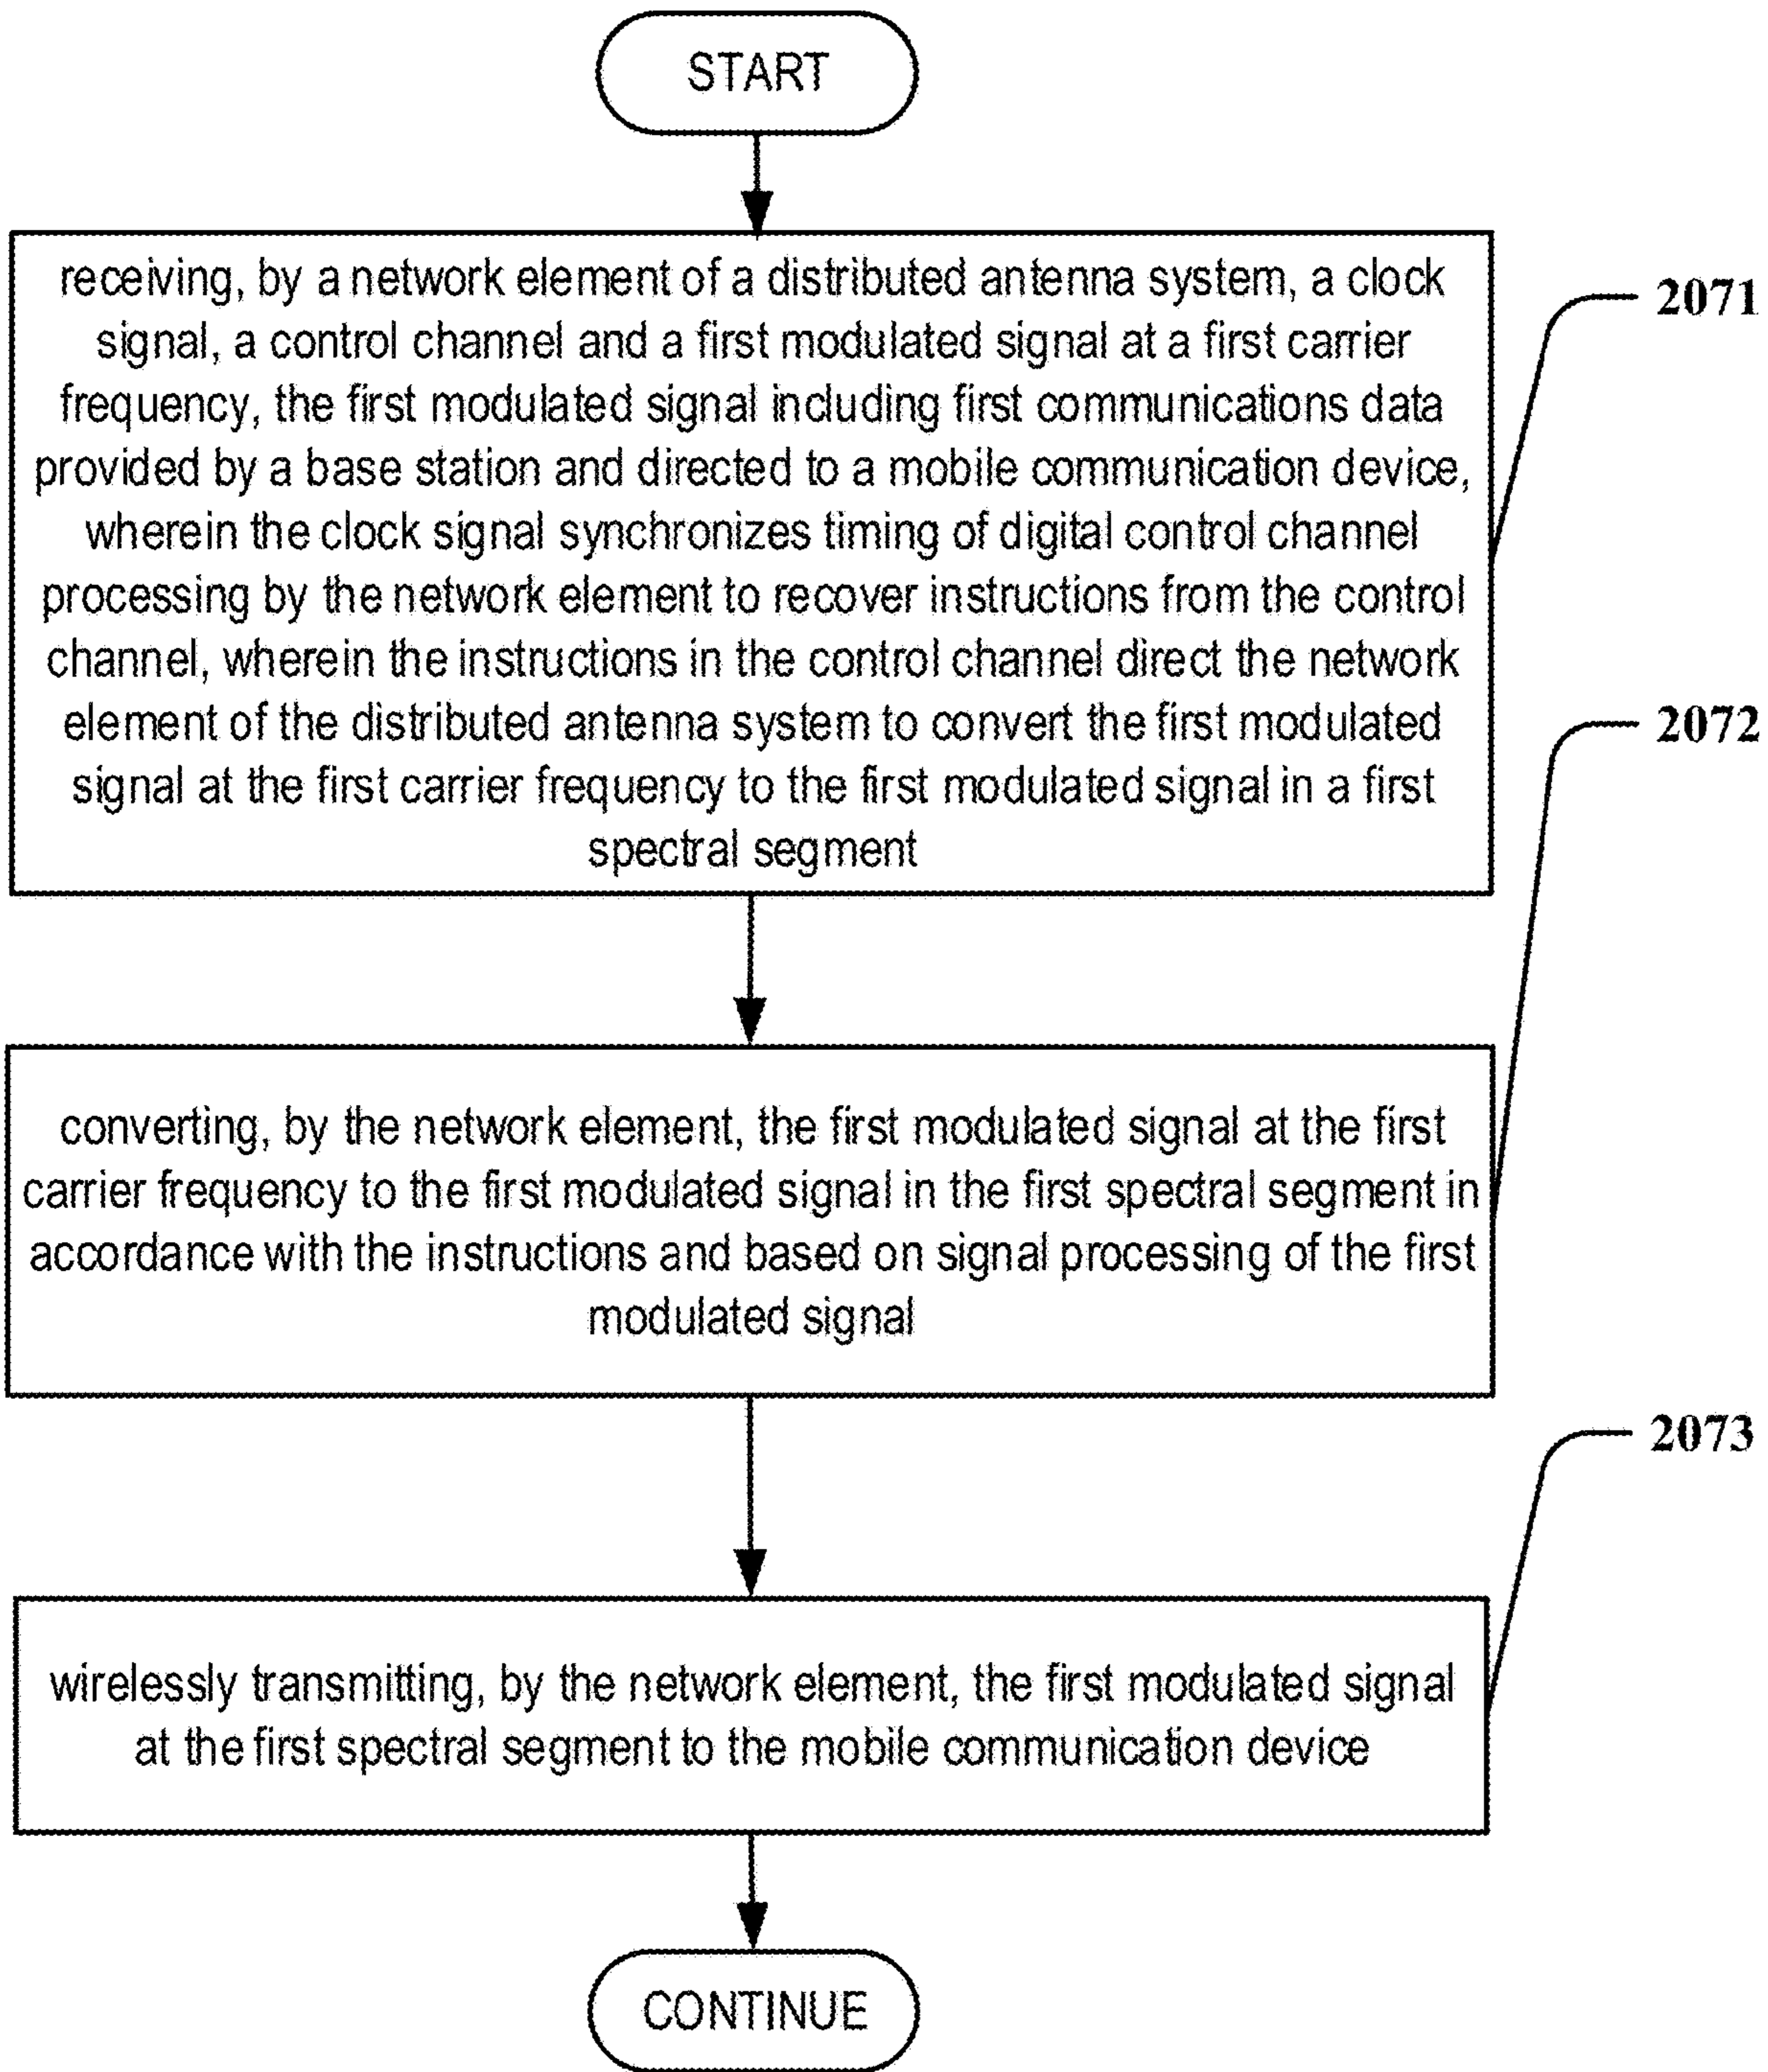 START
receiving, by a network element of a distributed antenna system, a clock
signal, a control channel and a first modulated signal at a first carrier
frequency, the first modulated signal including first communications data
provided by a base station and directed to a mobile communication device,
wherein the clock signal synchronizes timing of digital control channel
processing by the network element to recover instructions from the control
channel, wherein the instructions in the control channel direct the network
element of the distributed antenna system to convert the first modulated
signal at the first carrier frequency to the first modulated signal in a first
spectral segment
2071
converting, by the network element, the first modulated signal at the first
carrier frequency to the first modulated signal in the first spectral segment in
accordance with the instructions and based on signal processing of the first
modulated signal
2072
wirelessly transmitting, by the network element, the first modulated signal
at the first spectral segment to the mobile communication device
2073
CONTINUE